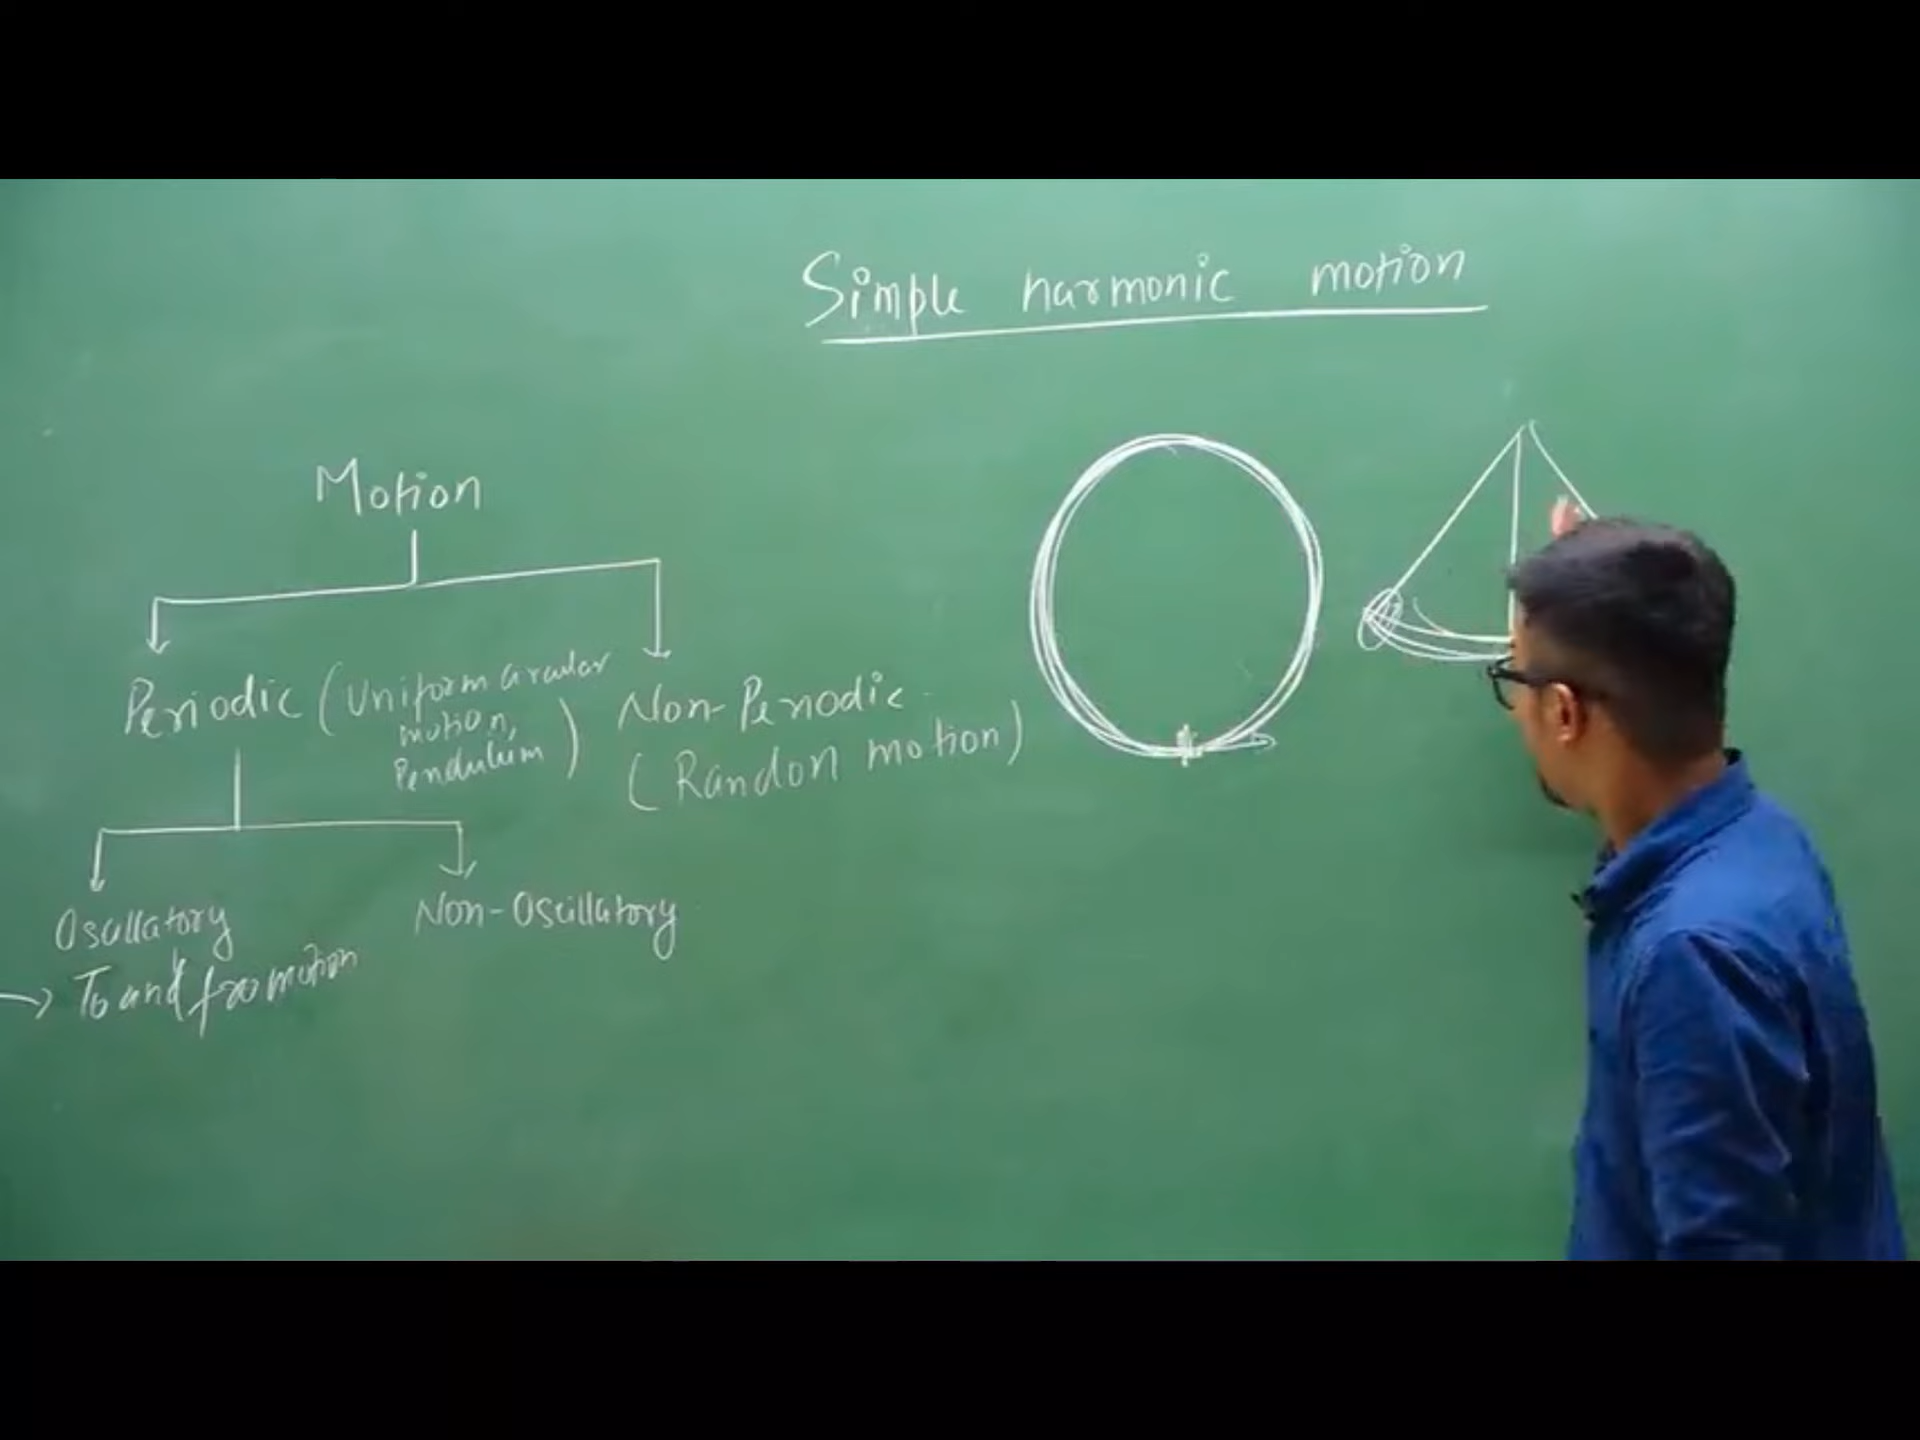 Simple harmonic motion
Motion
Periodic (Uniform circular
motion,
Pendulum)
Non-Periodic
(Randon motion)
Oscillatory
Non-Oscillatory
→ To and fro motion